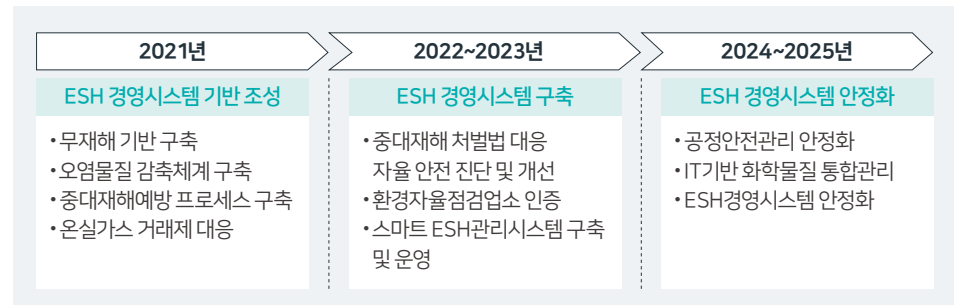 2021년
ESH 경영시스템 기반 조성
•무재해 기반 구축
•오염물질 감축체계 구축
•중대재해예방 프로세스 구축
•온실가스 거래제 대응
2022~2023년
ESH 경영시스템 구축
•중대재해 처벌법 대응
자율 안전 진단 및 개선
•환경자율점검업소 인증
•스마트 ESH관리시스템 구축
및 운영
2024~2025년
ESH 경영시스템 안정화
•공정안전관리 안정화
•IT기반 화학물질 통합관리
•ESH경영시스템 안정화